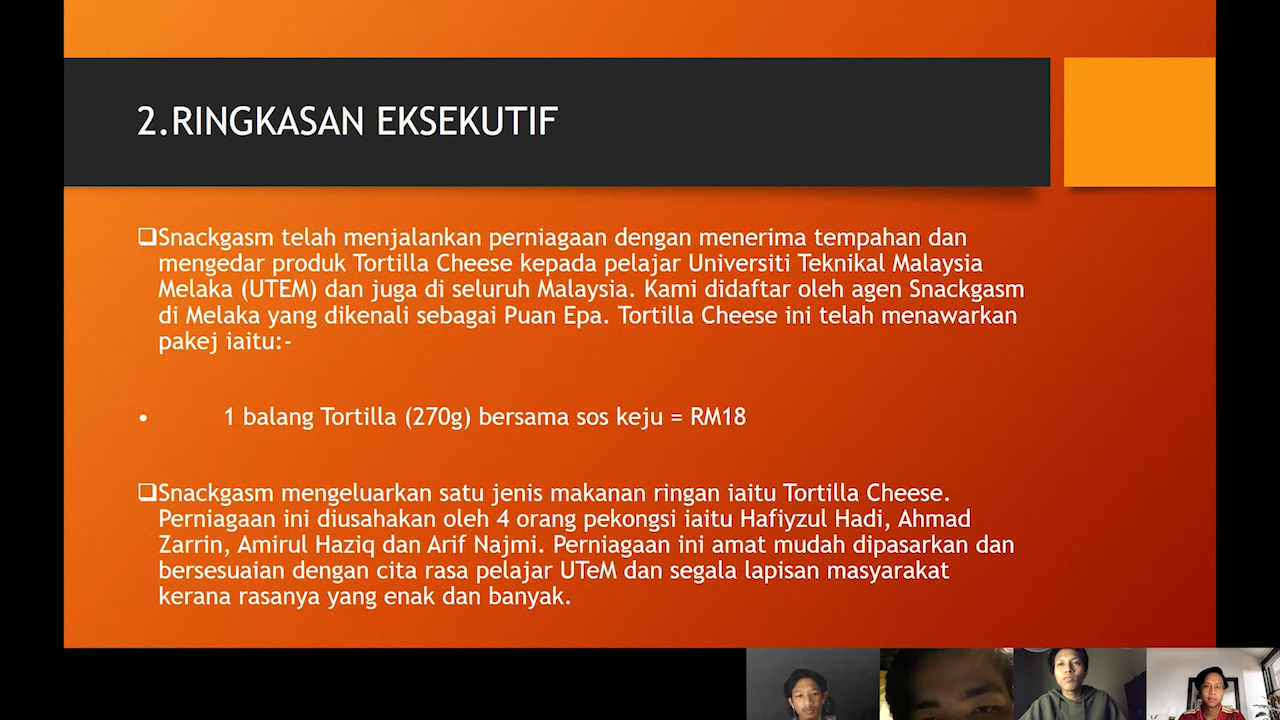 2.RINGKASAN EKSEKUTIF
❑Snackgasm telah menjalankan perniagaan dengan menerima tempahan dan
mengedar produk Tortilla Cheese kepada pelajar Universiti Teknikal Malaysia
Melaka (UTEM) dan juga di seluruh Malaysia. Kami didaftar oleh agen Snackgasm
di Melaka yang dikenali sebagai Puan Epa. Tortilla Cheese ini telah menawarkan
pakej iaitu:-
• 1 balang Tortilla (270g) bersama sos keju = RM18
❑Snackgasm mengeluarkan satu jenis makanan ringan iaitu Tortilla Cheese.
Perniagaan ini diusahakan oleh 4 orang pekongsi iaitu Hafiyzul Hadi, Ahmad
Zarrin, Amirul Haziq dan Arif Najmi. Perniagaan ini amat mudah dipasarkan dan
bersesuaian dengan cita rasa pelajar UTeM dan segala lapisan masyarakat
kerana rasanya yang enak dan banyak.